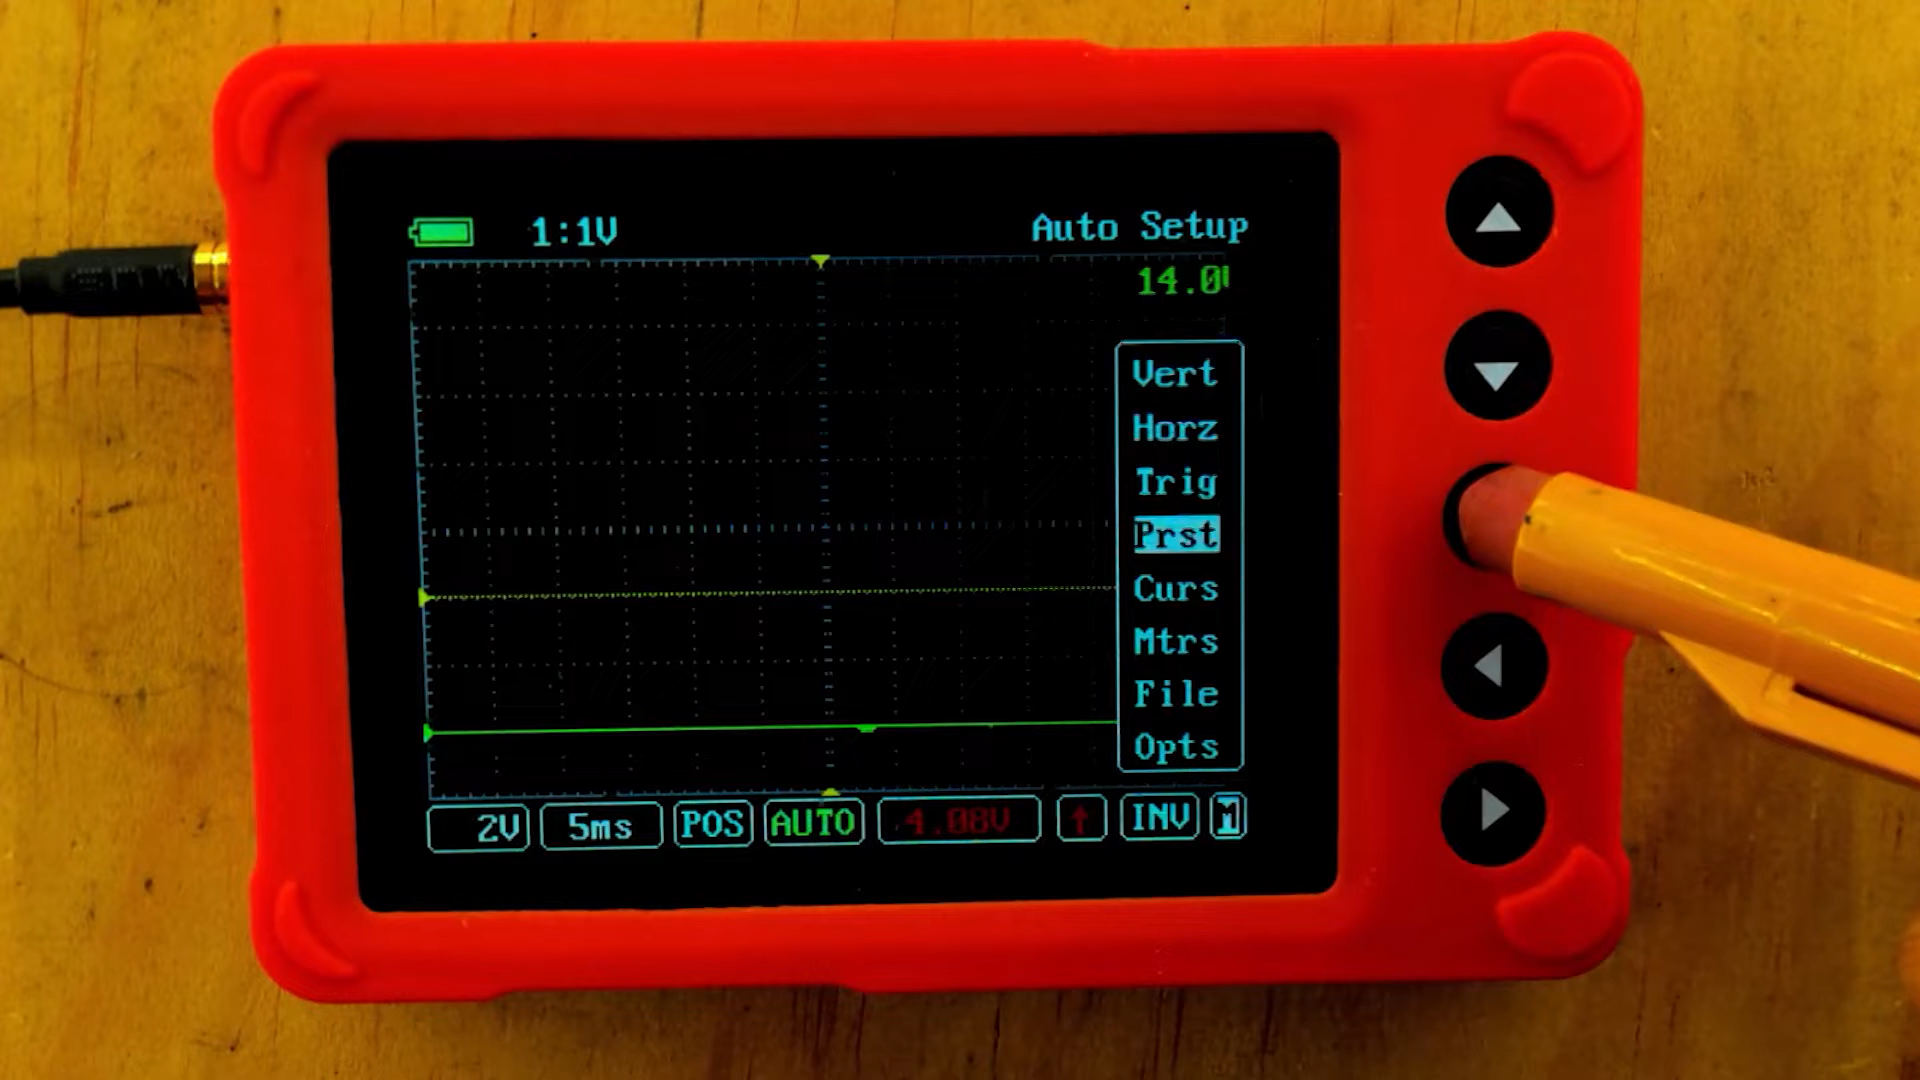 1:1V Auto Setup
14.0
Vert
Horz
Trig
Prst
Curs
Mtrs
File
Opts
2V 5ms POS AUTO 4.08V ↑ INV M